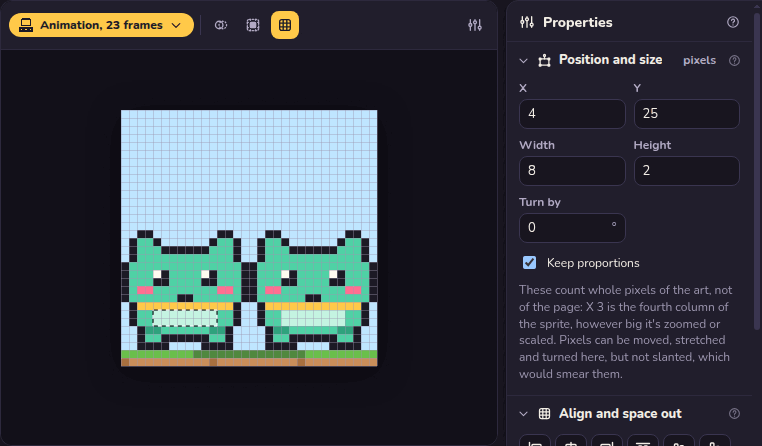 Animation, 23 frames
Properties
Position and size
pixels
X
Y
4
25
Width
Height
8
2
Turn by
0
°
Keep proportions
These count whole pixels of the art, not
of the page: X 3 is the fourth column of
the sprite, however big it's zoomed or
scaled. Pixels can be moved, stretched
and turned here, but not slanted, which
would smear them.
Align and space out